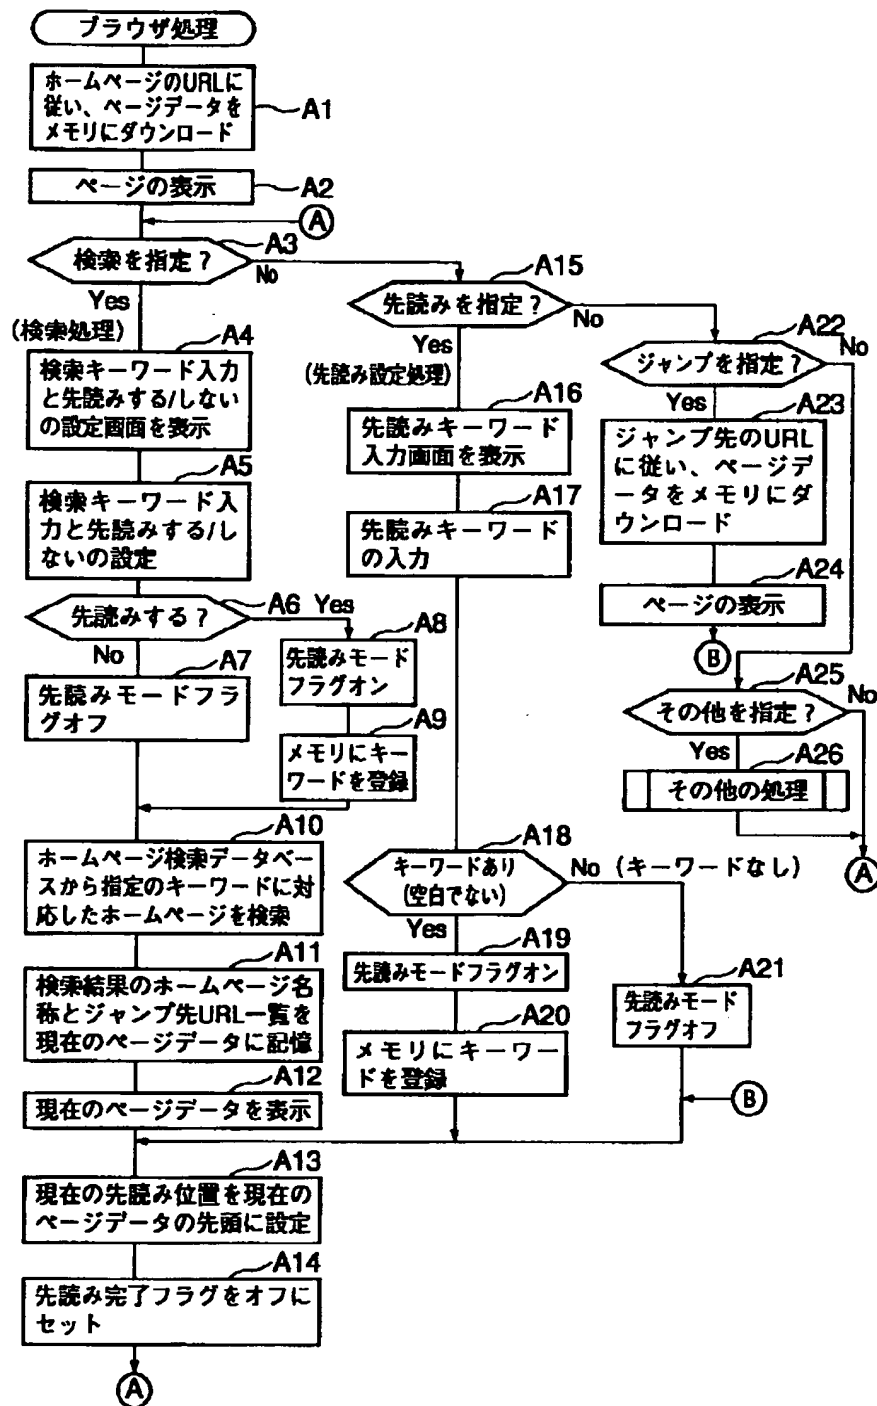 ブラウザ処理
ホームページのURLに
従い、ページデータを
メモリにダウンロード
A1
ページの表示
A2
A
A3
検索を指定?
No
Yes
(検索処理)
A4
検索キーワード入力
と先読みする/しない
の設定画面を表示
A5
検索キーワード入
力と先読みする/し
ないの設定
A6 Yes
先読みする?
No
A7
先読みモードフラ
グオフ
A8
先読みモード
フラグオン
A9
メモリにキー
ワードを登録
A10
ホームページ検索データベー
スから指定のキーワードに対
応したホームページを検索
A11
検索結果のホームページ名
称とジャンプ先URL一覧を
現在のページデータに記憶
A12
現在のページデータを表示
A13
現在の先読み位置を現在の
ページデータの先頭に設定
A14
先読み完了フラグをオフに
セット
A
A15
先読みを指定?
No
Yes
(先読み設定処理)
A16
先読みキーワード
入力画面を表示
A17
先読みキーワード
の入力
A18
キーワードあり
(空白でない)
No (キーワードなし)
Yes
A19
先読みモードフラグオン
A20
メモリにキーワー
ドを登録
A21
先読みモード
フラグオフ
B
A22
ジャンプを指定?
No
Yes
A23
ジャンプ先のURL
に従い、ページデ
ータをメモリにダ
ウンロード
A24
ページの表示
B
A25
その他を指定?
No
Yes
A26
その他の処理
A